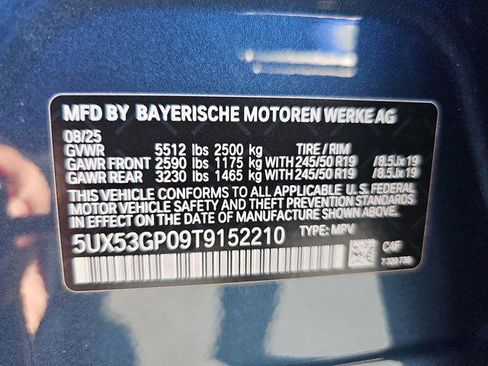 MFD BY BAYERISCHE MOTOREN WERKE AG
08/25
GVWR 5512 lbs 2500 kg TIRE / RIM
GAWR FRONT 2590 lbs 1175 kg WITH 245/50 R19 /8.5Jx19
GAWR REAR 3230 lbs 1465 kg WITH 245/50 R19 /8.5Jx19
THIS VEHICLE CONFORMS TO ALL APPLICABLE U.S. FEDERAL
MOTOR VEHICLE SAFETY AND THEFT PREVENTION STANDARDS
IN EFFECT ON THE DATE OF MANUFACTURE SHOWN ABOVE.
5UX53GP09T9152210 TYPE: MPV
C4F
7320730